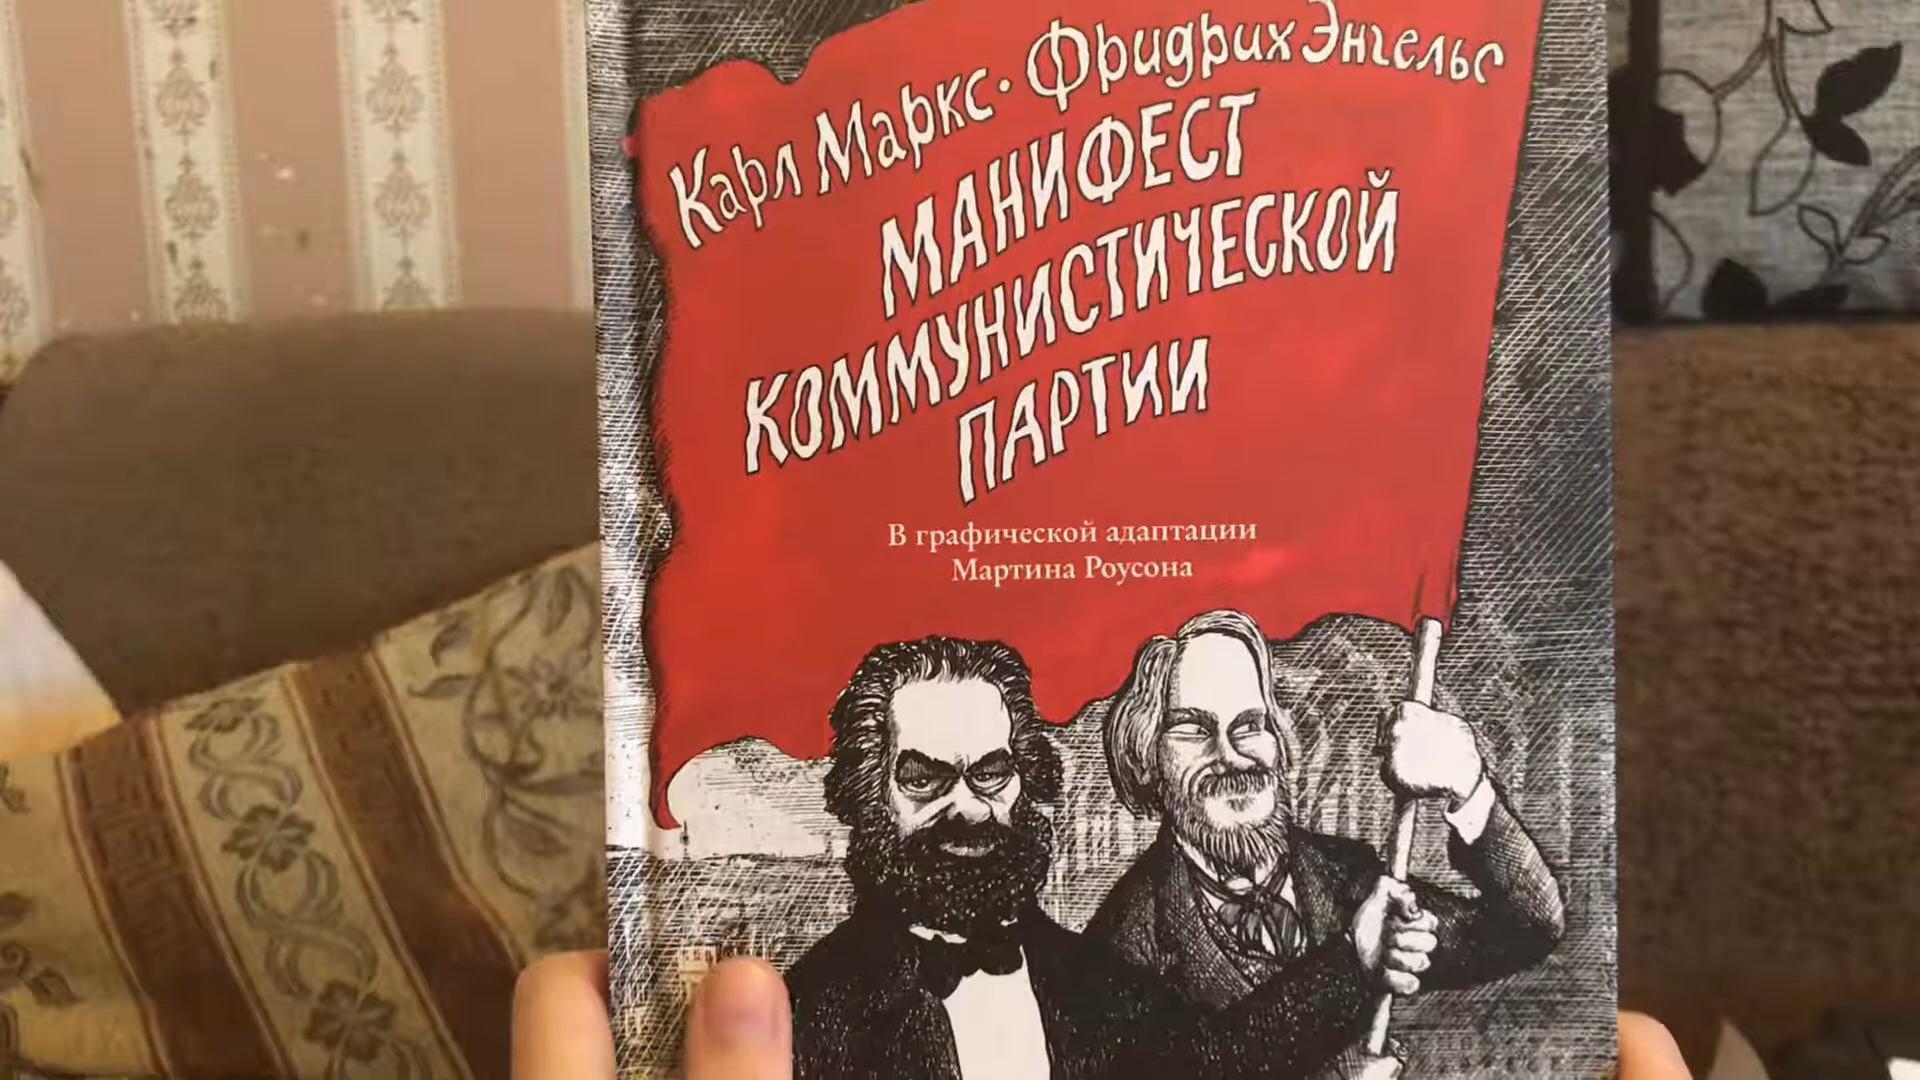 Карл Маркс · Фридрих Энгельс
МАНИФЕСТ
КОММУНИСТИЧЕСКОЙ
ПАРТИИ
В графической адаптации
Мартина Роусона